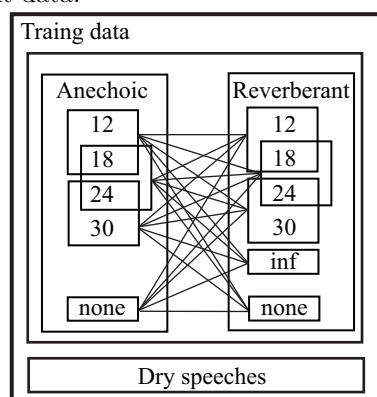 Traing data
Anechoic Reverberant
12 12
18 18
24 24
30 30
inf
none none
Dry speeches